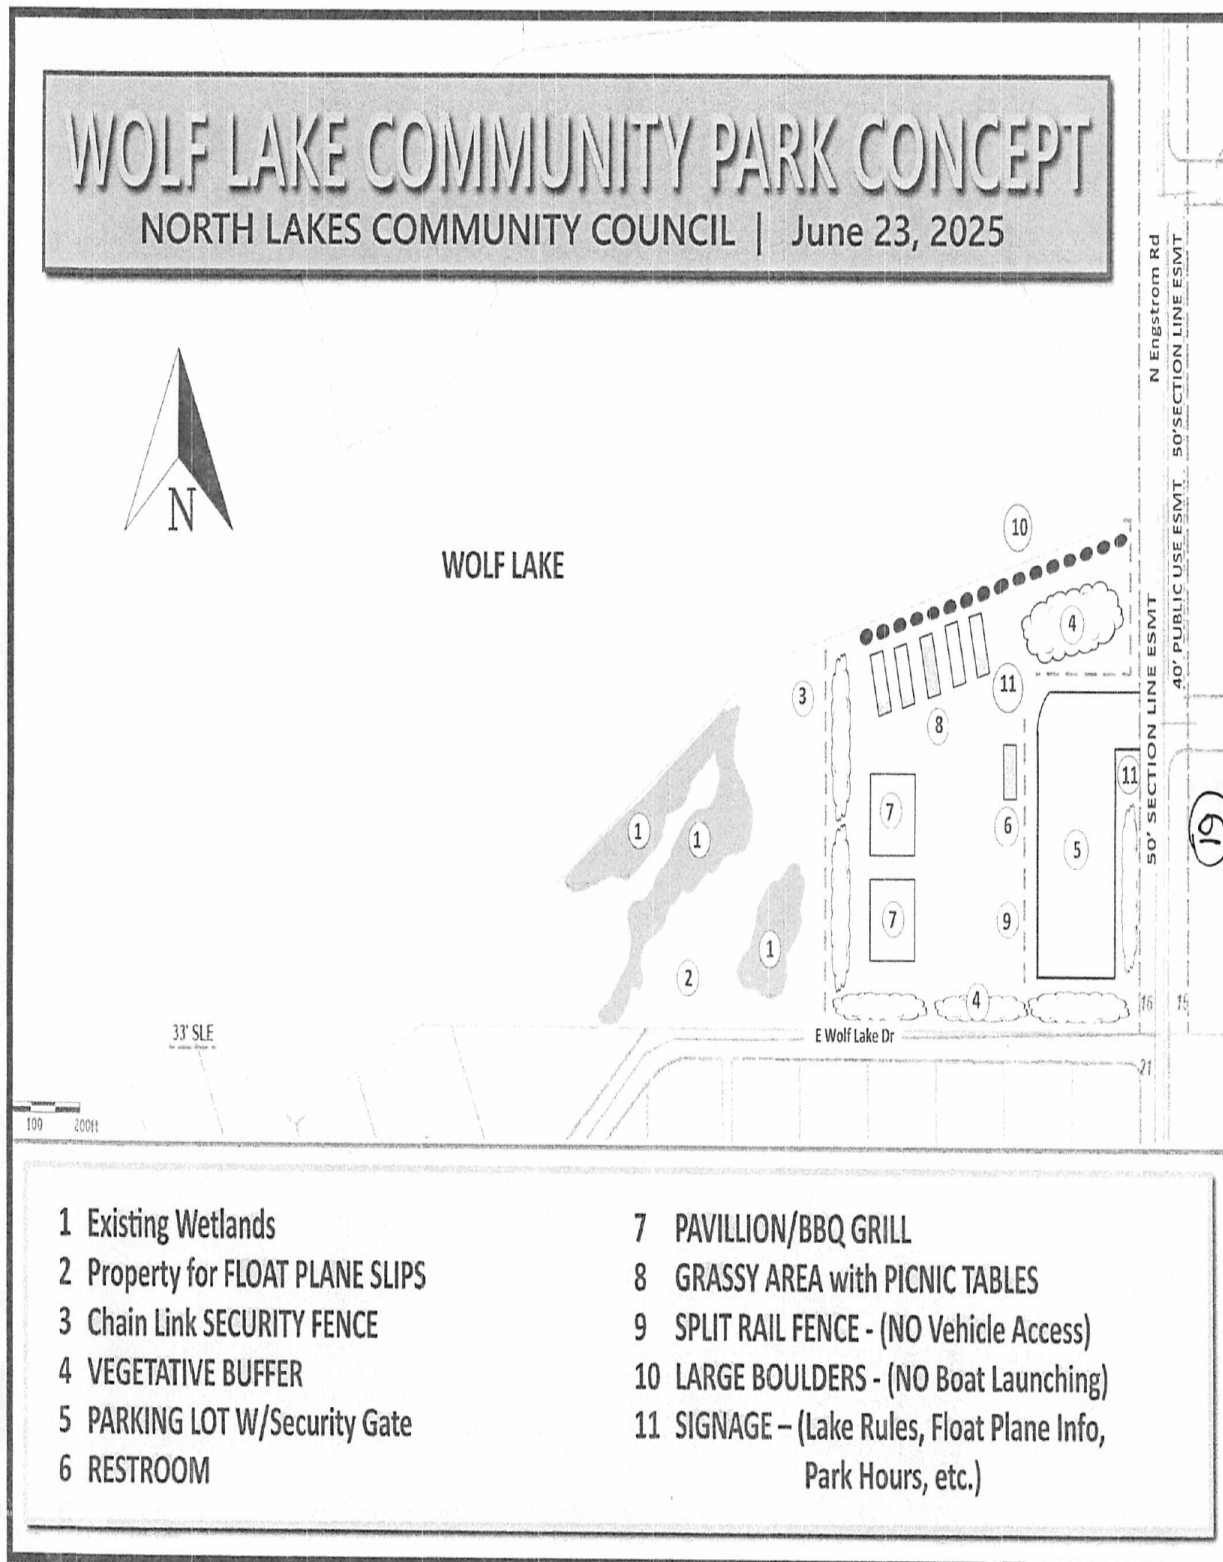 WOLF LAKE COMMUNITY PARK CONCEPT
NORTH LAKES COMMUNITY COUNCIL | June 23, 2025
N Engstrom Rd
50'SECTION LINE ESMT
40' PUBLIC USE ESMT
50' SECTION LINE ESMT
N
WOLF LAKE
10
4
3
11
8
11
7
6
5
1
1
19
7
9
1
2
4
16
15
33' SLE
E Wolf Lake Dr
21
100 200ft
1 Existing Wetlands
2 Property for FLOAT PLANE SLIPS
3 Chain Link SECURITY FENCE
4 VEGETATIVE BUFFER
5 PARKING LOT W/Security Gate
6 RESTROOM
7 PAVILLION/BBQ GRILL
8 GRASSY AREA with PICNIC TABLES
9 SPLIT RAIL FENCE - (NO Vehicle Access)
10 LARGE BOULDERS - (NO Boat Launching)
11 SIGNAGE – (Lake Rules, Float Plane Info,
Park Hours, etc.)